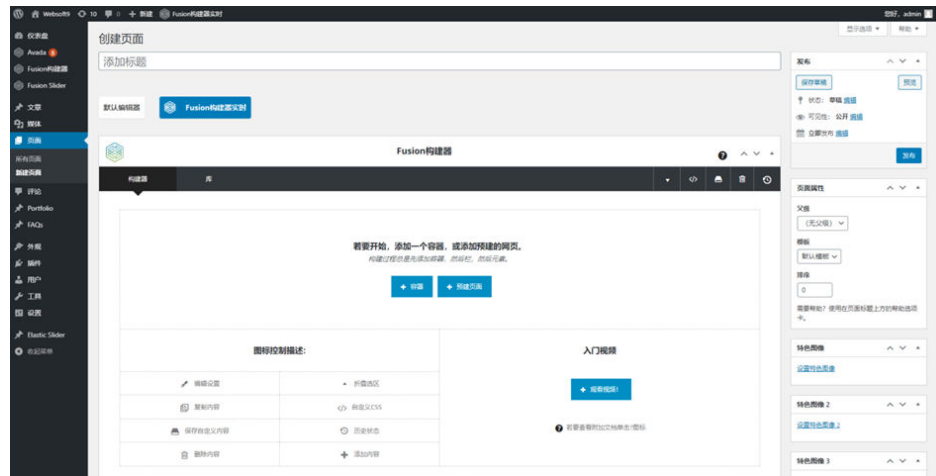 Websoft9 10 0 新建 Fusion构建器实时 您好, admin
仪表盘
Avada
Fusion构建器
Fusion Slider
文章
媒体
页面
所有页面
新建页面
评论
Portfolio
FAQs
外观
插件
用户
工具
设置
Elastic Slider
收起菜单
显示选项 帮助
创建页面
添加标题
默认编辑器 Fusion构建器实时
Fusion构建器
构建器 库
若要开始，添加一个容器，或添加预建的网页。
构建过程总是先添加容器，然后栏，然后元素。
+ 容器 + 预建页面
图标控制描述:
编辑设置 折叠选区
复制内容 自定义CSS
保存自定义内容 历史状态
删除内容 添加内容
入门视频
+ 观看视频!
若要查看附加文档单击?图标
发布
保存草稿 预览
状态: 草稿 编辑
可见性: 公开 编辑
立即发布 编辑
发布
页面属性
父级
(无父级)
模板
默认模板
排序
0
需要帮助？使用在页面标题上方的帮助选项
卡。
特色图像
设置特色图像
特色图像 2
设置特色图像 2
特色图像 3